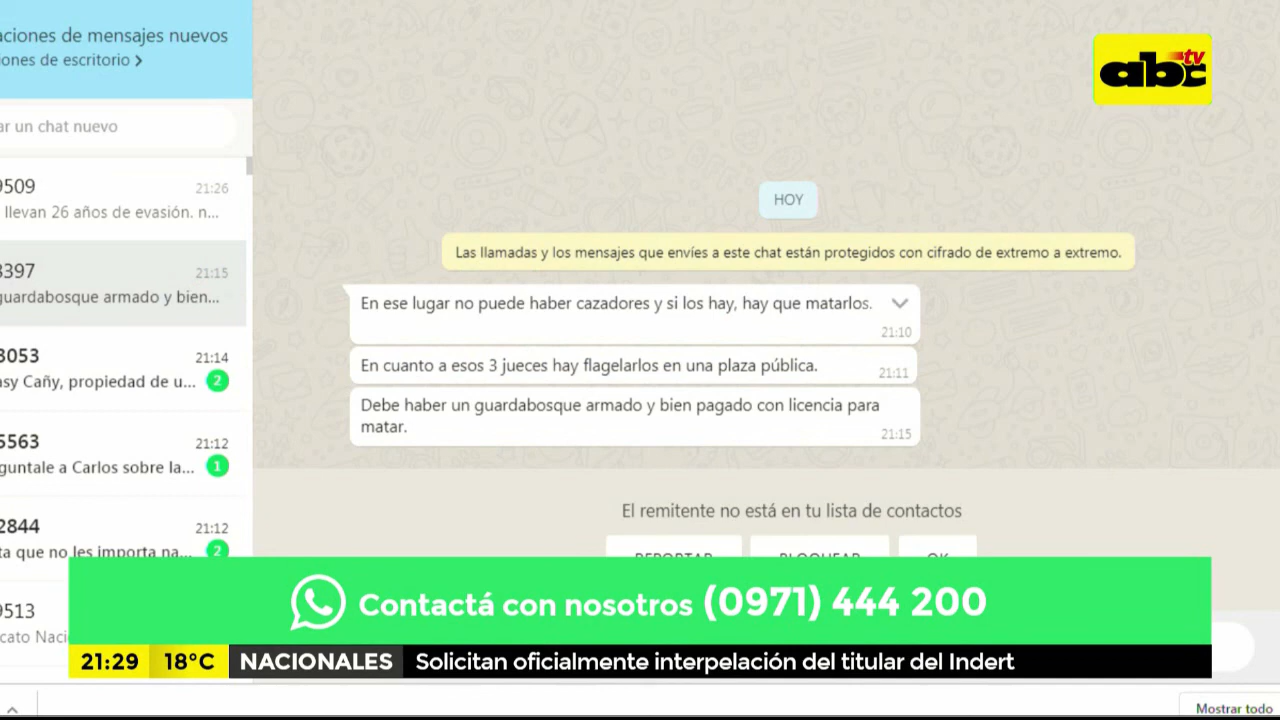 aciones de mensajes nuevos
iones de escritorio
ar un chat nuevo
9509
21:26
llevan 26 años de evasión. n...
8397
21:15
guardabosque armado y bien...
3053
21:14
asy Cañy, propiedad de u...
2
5563
21:12
guntale a Carlos sobre la...
1
2844
21:12
ta que no les importa na...
2
9513
cato Naci
abc tv
HOY
Las llamadas y los mensajes que envíes a este chat están protegidos con cifrado de extremo a extremo.
En ese lugar no puede haber cazadores y si los hay, hay que matarlos.
21:10
En cuanto a esos 3 jueces hay flagelarlos en una plaza pública.
21:11
Debe haber un guardabosque armado y bien pagado con licencia para
matar.
21:15
El remitente no está en tu lista de contactos
REPORTAR BLOQUEAR OK
Contactá con nosotros (0971) 444 200
21:29 18°C NACIONALES Solicitan oficialmente interpelación del titular del Indert
Mostrar todo